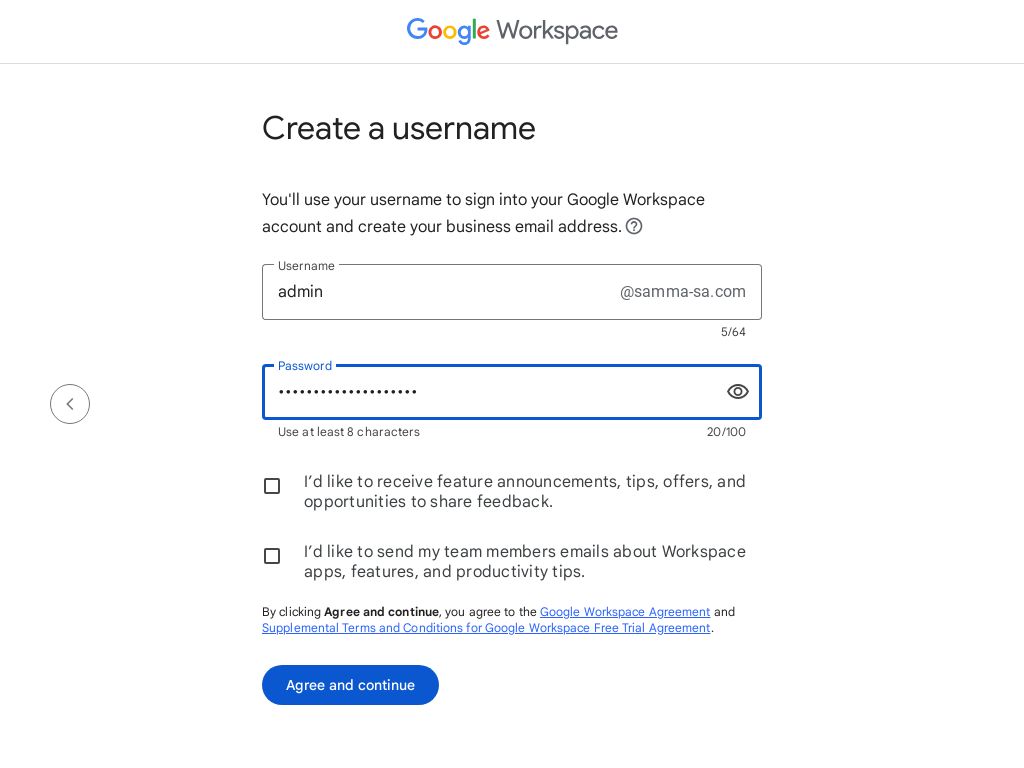 Google Workspace
Create a username
You'll use your username to sign into your Google Workspace
account and create your business email address.
Username
admin
@samma-sa.com
5/64
Password
••••••••••••••••••••
Use at least 8 characters
20/100
I’d like to receive feature announcements, tips, offers, and
opportunities to share feedback.
I’d like to send my team members emails about Workspace
apps, features, and productivity tips.
By clicking Agree and continue, you agree to the Google Workspace Agreement and
Supplemental Terms and Conditions for Google Workspace Free Trial Agreement.
Agree and continue